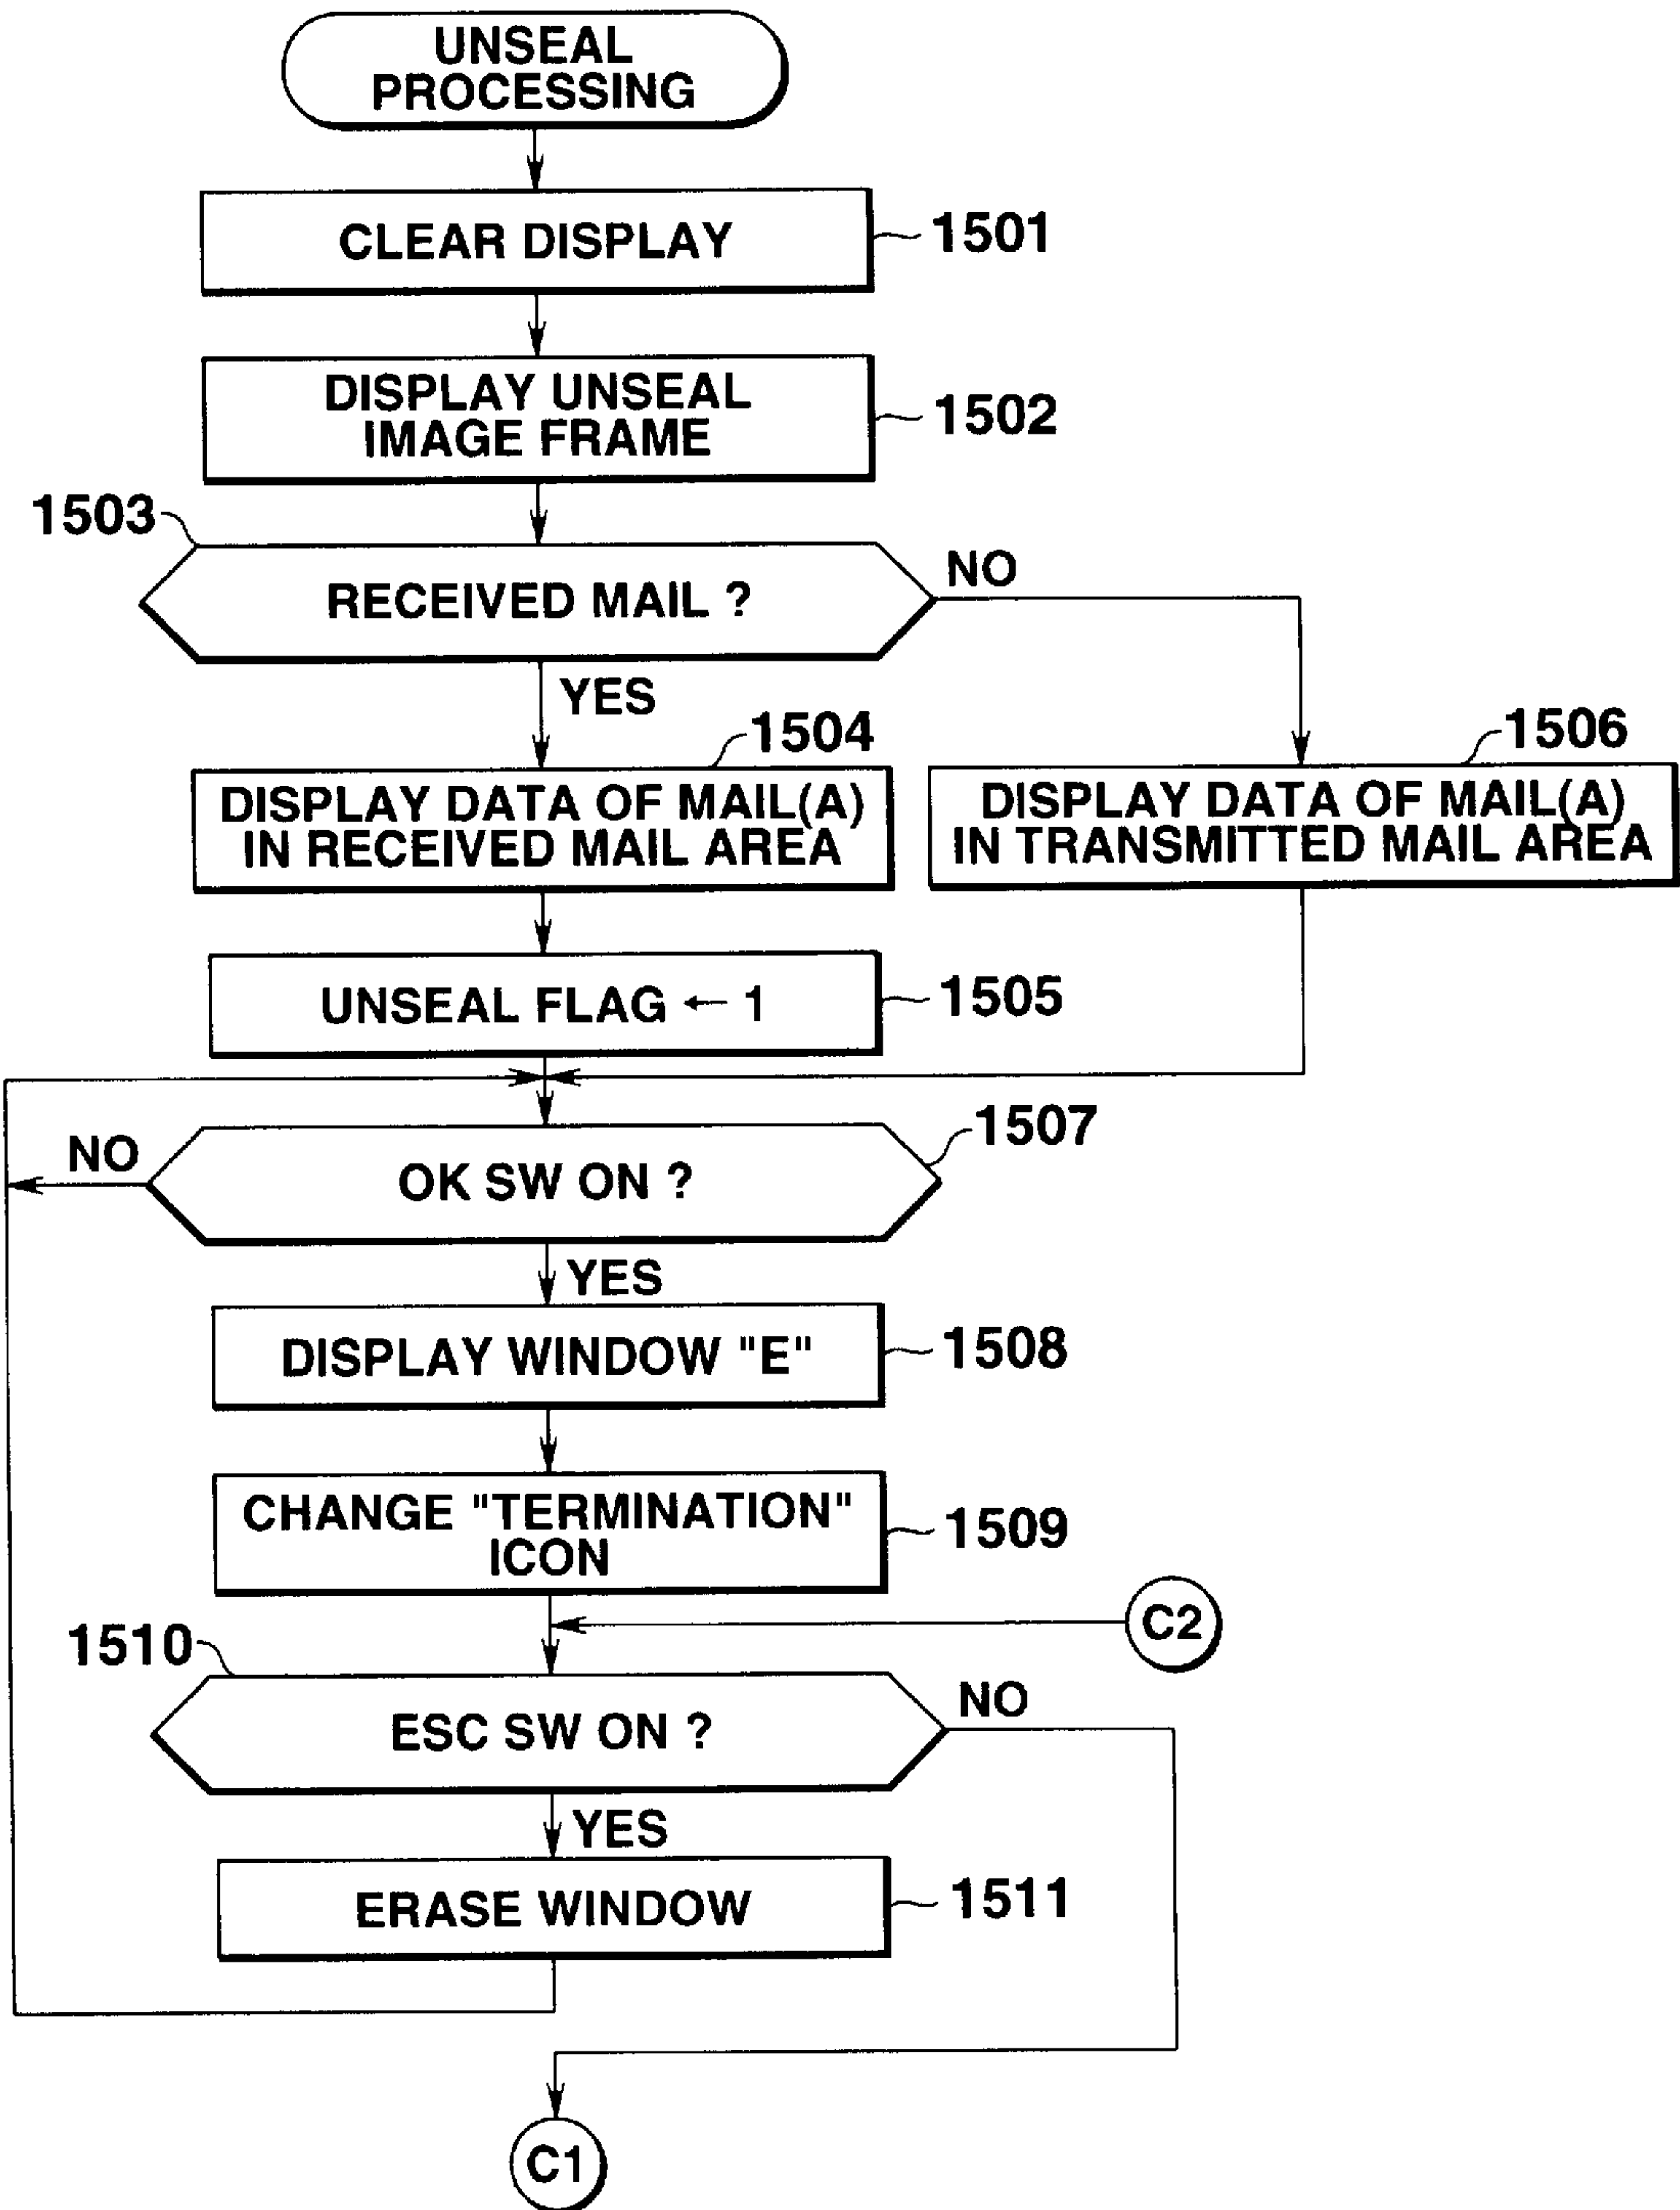 UNSEAL
PROCESSING
CLEAR DISPLAY
1501
DISPLAY UNSEAL
IMAGE FRAME
1502
1503
RECEIVED MAIL ?
NO
YES
1504
DISPLAY DATA OF MAIL(A)
IN RECEIVED MAIL AREA
1506
DISPLAY DATA OF MAIL(A)
IN TRANSMITTED MAIL AREA
UNSEAL FLAG ← 1
1505
1507
NO
OK SW ON ?
YES
DISPLAY WINDOW "E"
1508
CHANGE "TERMINATION"
ICON
1509
C2
1510
ESC SW ON ?
NO
YES
ERASE WINDOW
1511
C1